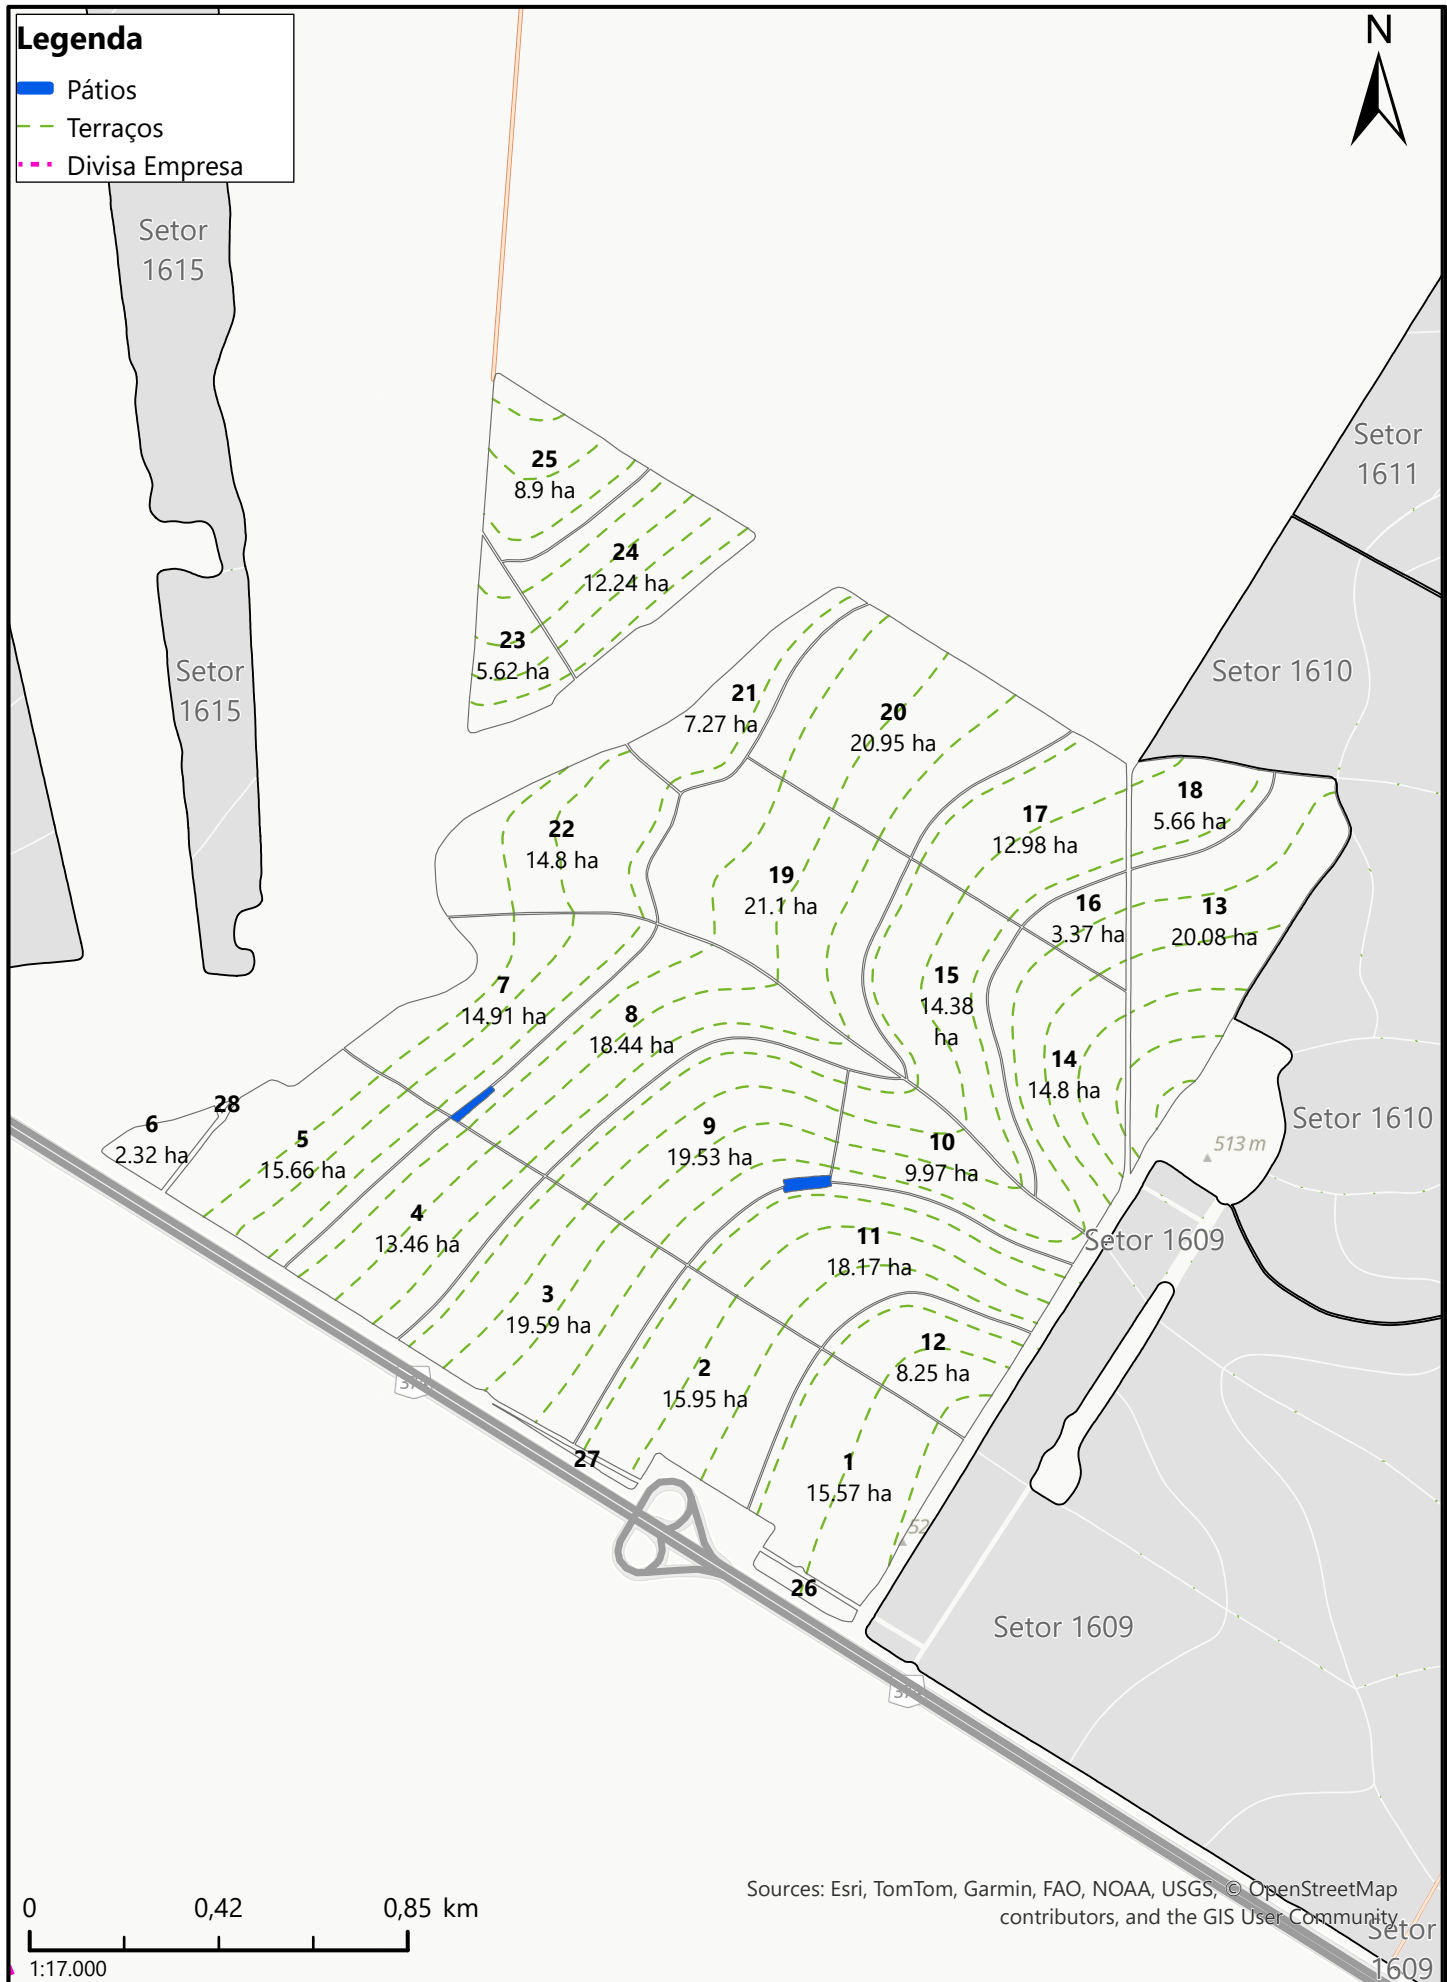 Legenda
Pátios
Terraços
Divisa Empresa
N
Setor
1615
Setor
1611
25
8.9 ha
24
12.24 ha
23
5.62 ha
Setor
1615
Setor 1610
21
7.27 ha
20
20.95 ha
18
5.66 ha
17
12.98 ha
22
14.8 ha
19
21.1 ha
16
3.37 ha
13
20.08 ha
7
14.91 ha
15
14.38
ha
8
18.44 ha
14
14.8 ha
28
6
2.32 ha
5
15.66 ha
9
19.53 ha
10
9.97 ha
513 m
Setor 1610
4
13.46 ha
11
18.17 ha
Setor 1609
3
19.59 ha
12
8.25 ha
2
15.95 ha
27
1
15.57 ha
52
26
Setor 1609
Sources: Esri, TomTom, Garmin, FAO, NOAA, USGS, © OpenStreetMap
contributors, and the GIS User Community
Setor
1609
0 0,42 0,85 km
1:17.000